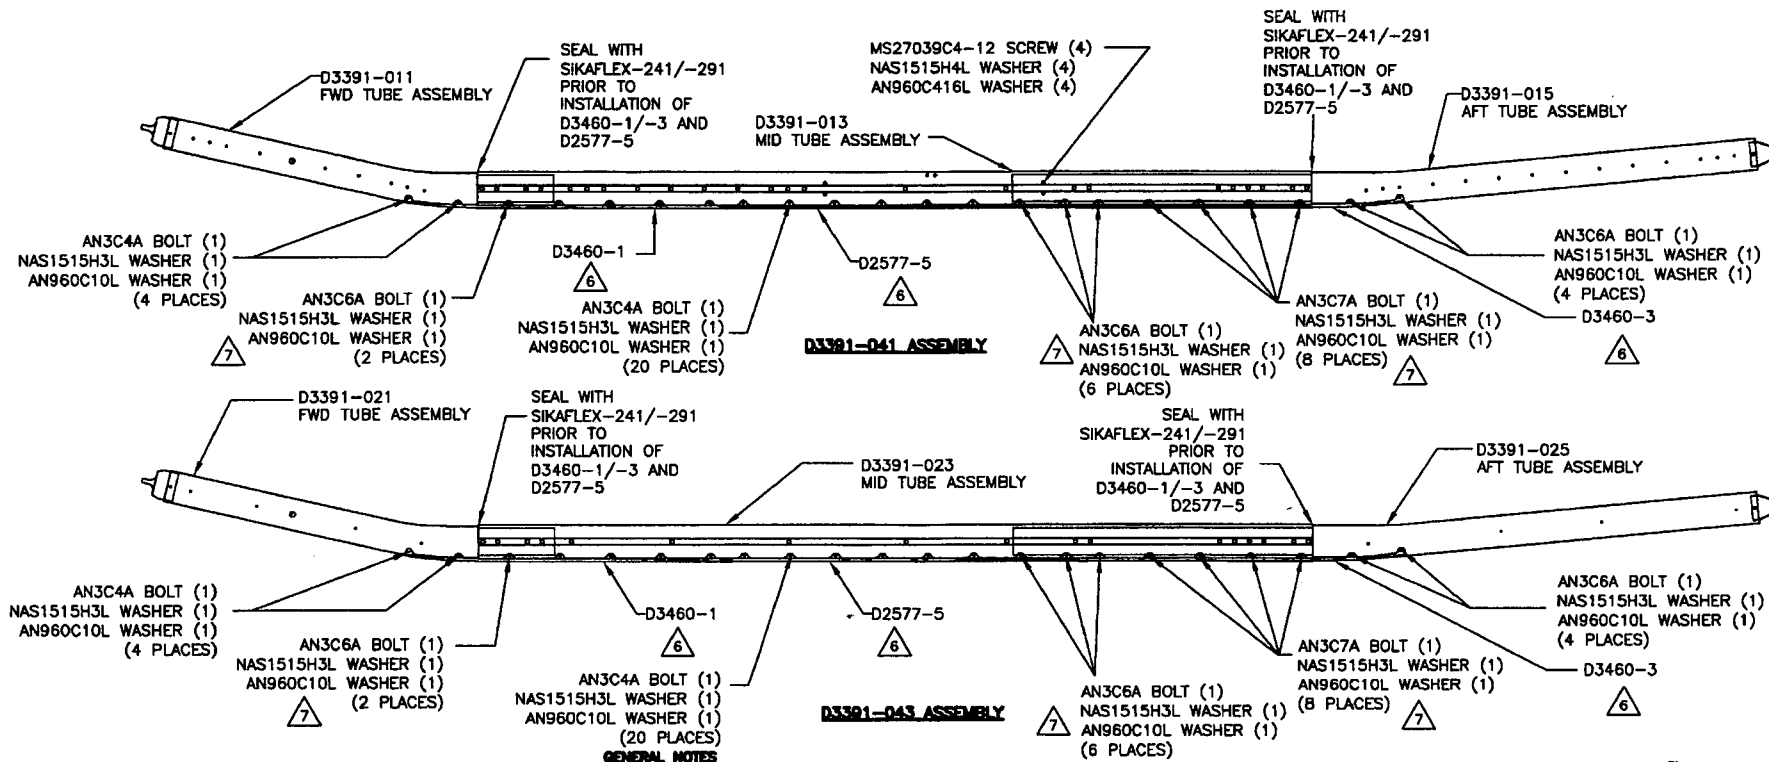 D3391-011
FWD TUBE ASSEMBLY
SEAL WITH
SIKAFLEX-241/-291
PRIOR TO
INSTALLATION OF
D3460-1/-3 AND
D2577-5
MS27039C4-12 SCREW (4)
NAS1515H4L WASHER (4)
AN960C416L WASHER (4)
D3391-013
MID TUBE ASSEMBLY
SEAL WITH
SIKAFLEX-241/-291
PRIOR TO
INSTALLATION OF
D3460-1/-3 AND
D2577-5
D3391-015
AFT TUBE ASSEMBLY
AN3C4A BOLT (1)
NAS1515H3L WASHER (1)
AN960C10L WASHER (1)
(4 PLACES)
7
AN3C6A BOLT (1)
NAS1515H3L WASHER (1)
AN960C10L WASHER (1)
(2 PLACES)
D3460-1
6
AN3C4A BOLT (1)
NAS1515H3L WASHER (1)
AN960C10L WASHER (1)
(20 PLACES)
D2577-5
6
D3391-041 ASSEMBLY
7
AN3C6A BOLT (1)
NAS1515H3L WASHER (1)
AN960C10L WASHER (1)
(6 PLACES)
AN3C7A BOLT (1)
NAS1515H3L WASHER (1)
AN960C10L WASHER (1)
(8 PLACES)
7
AN3C6A BOLT (1)
NAS1515H3L WASHER (1)
AN960C10L WASHER (1)
(4 PLACES)
D3460-3
6
D3391-021
FWD TUBE ASSEMBLY
SEAL WITH
SIKAFLEX-241/-291
PRIOR TO
INSTALLATION OF
D3460-1/-3 AND
D2577-5
D3391-023
MID TUBE ASSEMBLY
SEAL WITH
SIKAFLEX-241/-291
PRIOR TO
INSTALLATION OF
D3460-1/-3 AND
D2577-5
D3391-025
AFT TUBE ASSEMBLY
AN3C4A BOLT (1)
NAS1515H3L WASHER (1)
AN960C10L WASHER (1)
(4 PLACES)
AN3C6A BOLT (1)
NAS1515H3L WASHER (1)
AN960C10L WASHER (1)
(2 PLACES)
7
D3460-1
6
AN3C4A BOLT (1)
NAS1515H3L WASHER (1)
AN960C10L WASHER (1)
(20 PLACES)
D2577-5
6
D3391-043 ASSEMBLY
7
AN3C6A BOLT (1)
NAS1515H3L WASHER (1)
AN960C10L WASHER (1)
(6 PLACES)
AN3C7A BOLT (1)
NAS1515H3L WASHER (1)
AN960C10L WASHER (1)
(8 PLACES)
7
AN3C6A BOLT (1)
NAS1515H3L WASHER (1)
AN960C10L WASHER (1)
(4 PLACES)
D3460-3
6
GENERAL NOTES